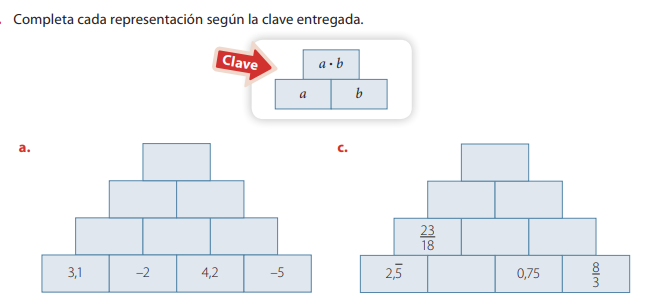 Completa cada representación según la clave entregada.
Clave
a · b
a b
a. c.
23/18
3,1 –2 4,2 –5 2,5̅ 0,75 8/3